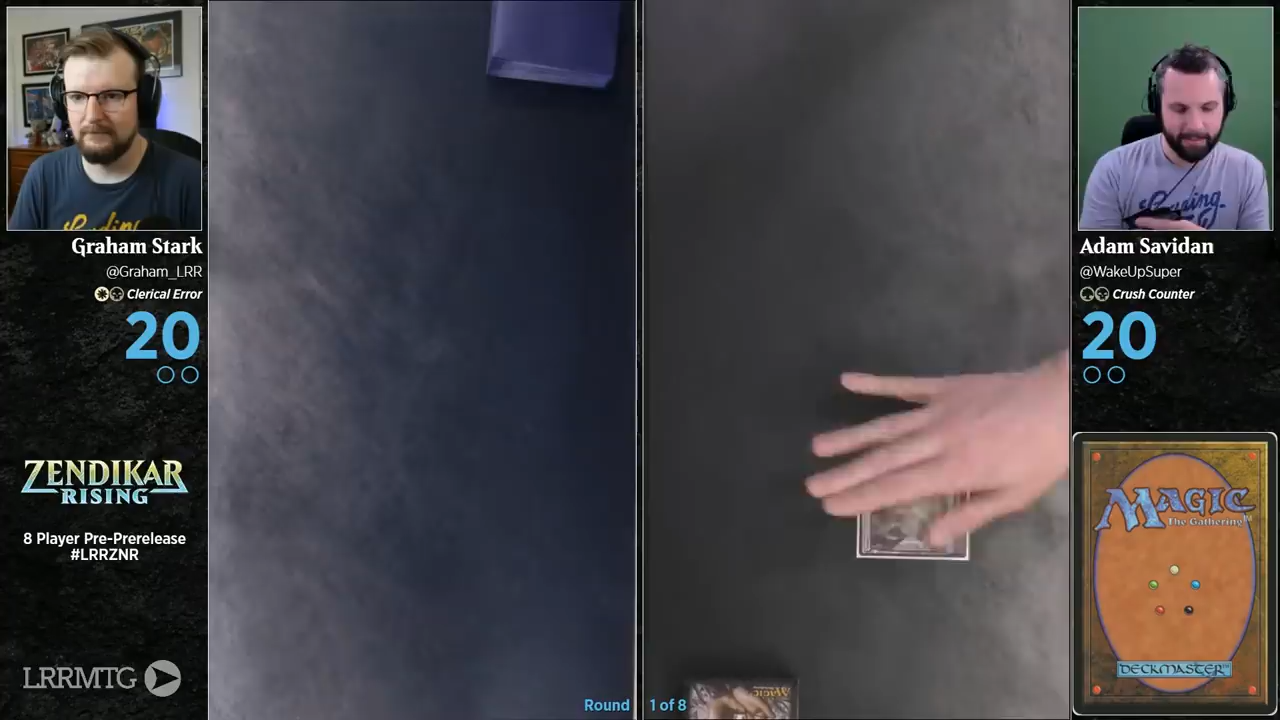 Graham Stark
@Graham_LRR
Clerical Error
20
ZENDIKAR
RISING
8 Player Pre-Prerelease
#LRRZNR
LRRMTG
Round
1 of 8
Adam Savidan
@WakeUpSuper
Crush Counter
20
MAGIC
The Gathering
DECKMASTER